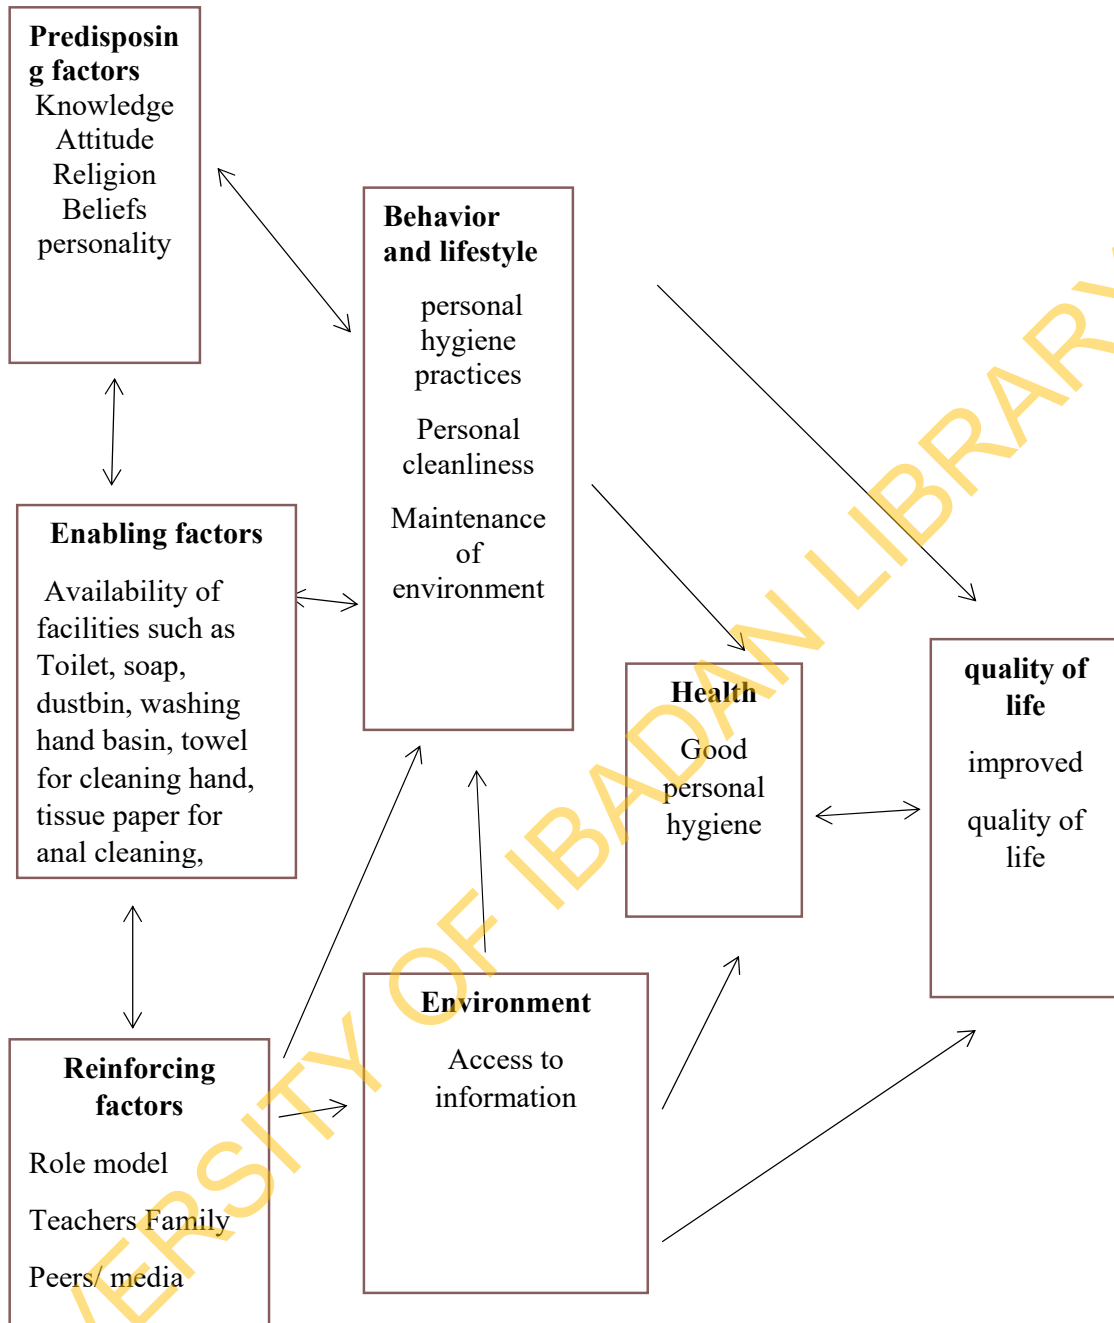 Predisposin
g factors
Knowledge
Attitude
Religion
Beliefs
personality
Behavior
and lifestyle
personal
hygiene
practices
Personal
cleanliness
Maintenance
of
environment
Enabling factors
Availability of
facilities such as
Toilet, soap,
dustbin, washing
hand basin, towel
for cleaning hand,
tissue paper for
anal cleaning,
Health
Good
personal
hygiene
quality of
life
improved
quality of
life
Environment
Access to
information
Reinforcing
factors
Role model
Teachers Family
Peers/ media
VERSITY OF IBADAN LIBRARY